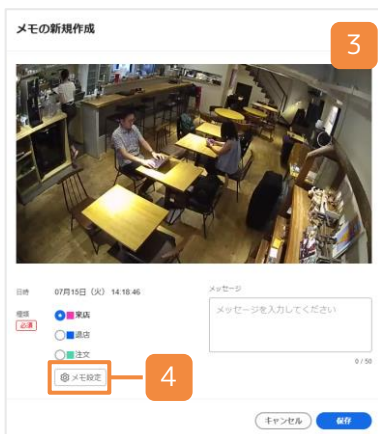 メモの新規作成
3
日時
07月15日（火） 14:18:46
種類
必須
来店
退店
注文
メモ設定
4
メッセージ
メッセージを入力してください
0 / 50
キャンセル
保存